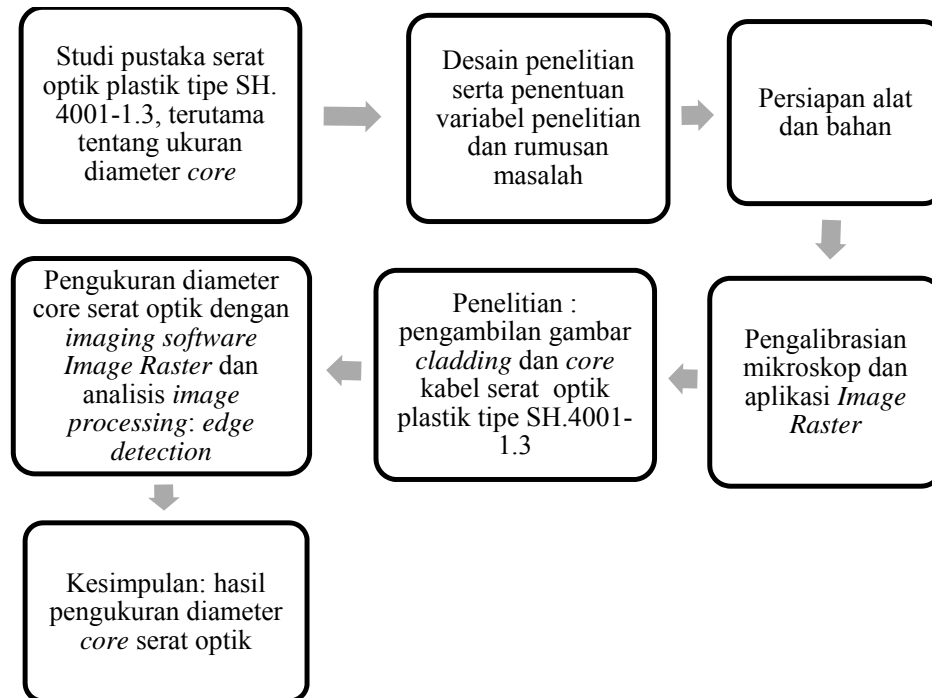 Studi pustaka serat
optik plastik tipe SH.
4001-1.3, terutama
tentang ukuran
diameter core
Desain penelitian
serta penentuan
variabel penelitian
dan rumusan
masalah
Persiapan alat
dan bahan
Pengalibrasian
mikroskop dan
aplikasi Image
Raster
Penelitian :
pengambilan gambar
cladding dan core
kabel serat optik
plastik tipe SH.4001-
1.3
Pengukuran diameter
core serat optik dengan
imaging software
Image Raster dan
analisis image
processing: edge
detection
Kesimpulan: hasil
pengukuran diameter
core serat optik